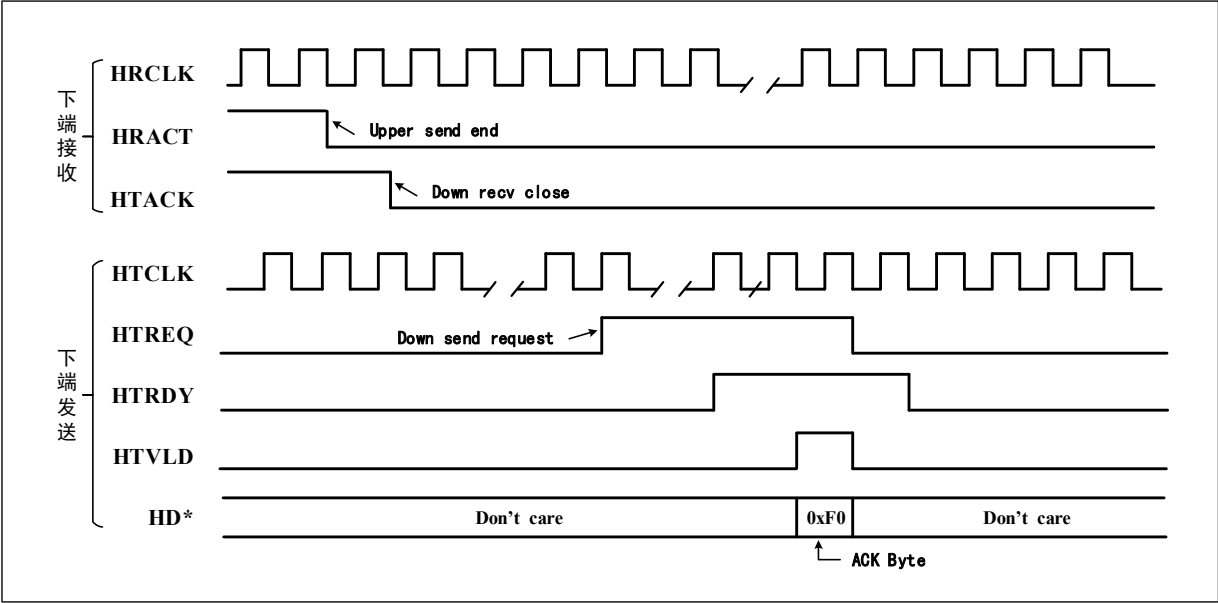 下端接收
HRCLK
HRACT
Upper send end
HTACK
Down recv close
下端发送
HTCLK
HTREQ
Down send request
HTRDY
HTVLD
HD*
Don't care
0xF0
Don't care
ACK Byte